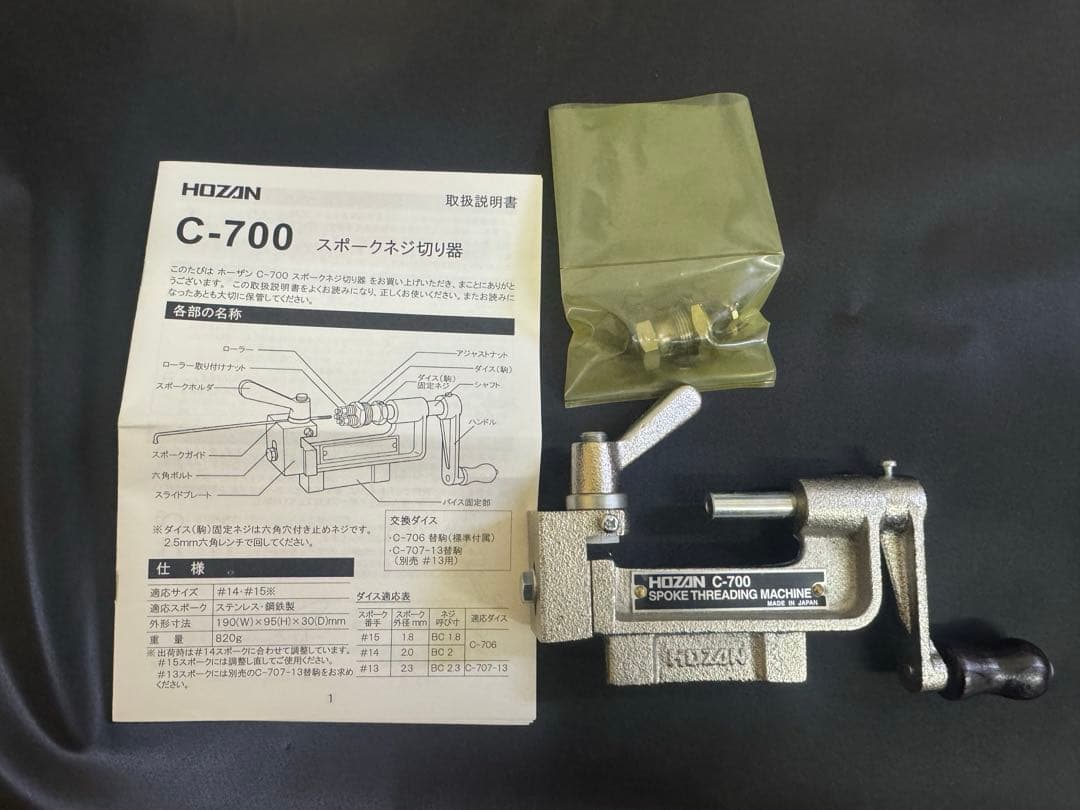 HOZAN
取扱説明書
C-700 スポークネジ切り器
このたびは ホーザン C-700 スポークネジ切り器 をお買い上げいただき、まことにありがと
うございます。 この取扱説明書をよくお読みになり、正しくお使いください。またお読みに
なったあとも大切に保管してください。
各部の名称
ローラー
ローラー取り付けナット
スポークホルダ
アジャストナット
ダイス(駒)
ダイス(駒)
固定ネジ
シャフト
ハンドル
スポークガイド
六角ボルト
スライドプレート
バイス固定部
※ ダイス(駒)固定ネジは六角穴付き止めネジです。
2.5mm六角レンチで回してください。
交換ダイス
・C-706 替駒(標準付属)
・C-707-13替駒
(別売 #13用)
仕 様
適応サイズ #14・#15※
適応スポーク ステンレス・鋼鉄製
外形寸法 190(W)×95(H)×30(D)mm
重 量 820g
※ 出荷時は#14スポークに合わせて調整しています。
#15スポークには調整し直してご使用ください。
#13スポークには別売のC-707-13替駒をお求め
ください。
ダイス適応表
スポーク番手 スポーク外径mm ネジ呼び寸 適応ダイス
#15 1.8 BC 1.8 C-706
#14 2.0 BC 2
#13 2.3 BC 2.3 C-707-13
1
HOZAN C-700
SPOKE THREADING MACHINE
MADE IN JAPAN
HOZAN